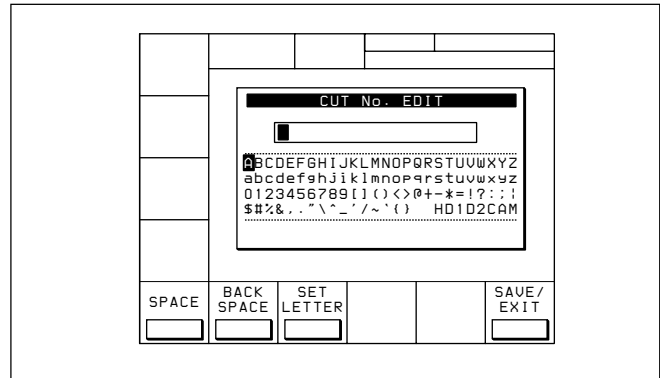 CUT No. EDIT
ABCDEFGHIJKLMNOPQRSTUVWXYZ
abcdefghijklmnopqrstuvwxyz
0123456789[]()<>@+-*=!?:;¦
$#%&,."\^_'/~`{} HD1D2CAM
SPACE
BACK
SPACE
SET
LETTER
SAVE/
EXIT